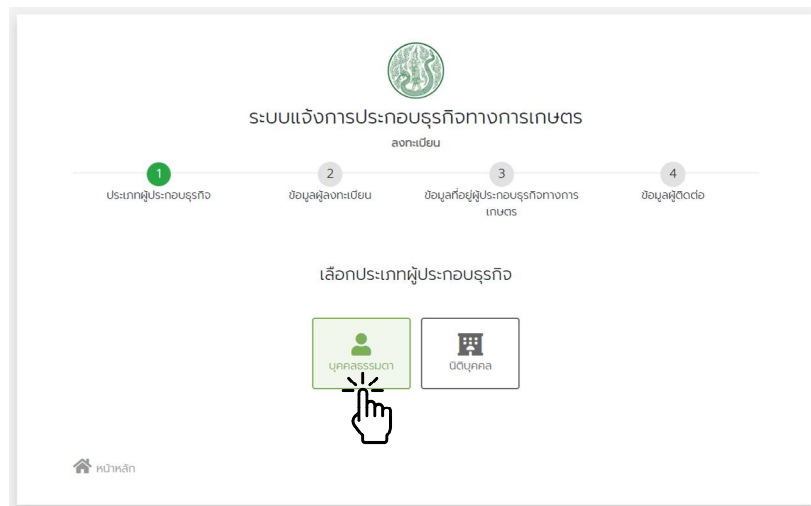 ระบบแจ้งการประกอบธุรกิจทางการเกษตร
ลงทะเบียน
1
2
3
4
ประเภทผู้ประกอบธุรกิจ
ข้อมูลผู้ลงทะเบียน
ข้อมูลที่อยู่ผู้ประกอบธุรกิจทางการ
เกษตร
ข้อมูลผู้ติดต่อ
เลือกประเภทผู้ประกอบธุรกิจ
บุคคลธรรมดา
นิติบุคคล
หน้าหลัก